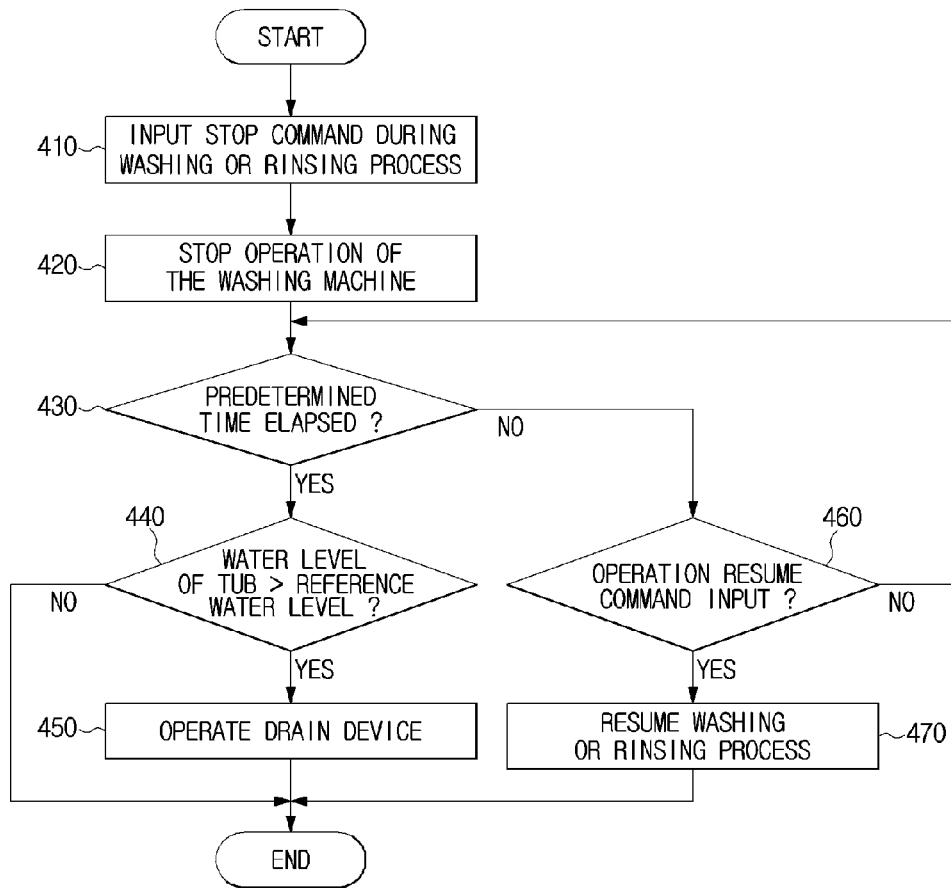 START
410
INPUT STOP COMMAND DURING
WASHING OR RINSING PROCESS
420
STOP OPERATION OF
THE WASHING MACHINE
430
PREDETERMINED
TIME ELAPSED ?
NO
YES
440
WATER LEVEL
OF TUB > REFERENCE
WATER LEVEL ?
NO
YES
460
OPERATION RESUME
COMMAND INPUT ?
NO
YES
450
OPERATE DRAIN DEVICE
RESUME WASHING
OR RINSING PROCESS
470
END